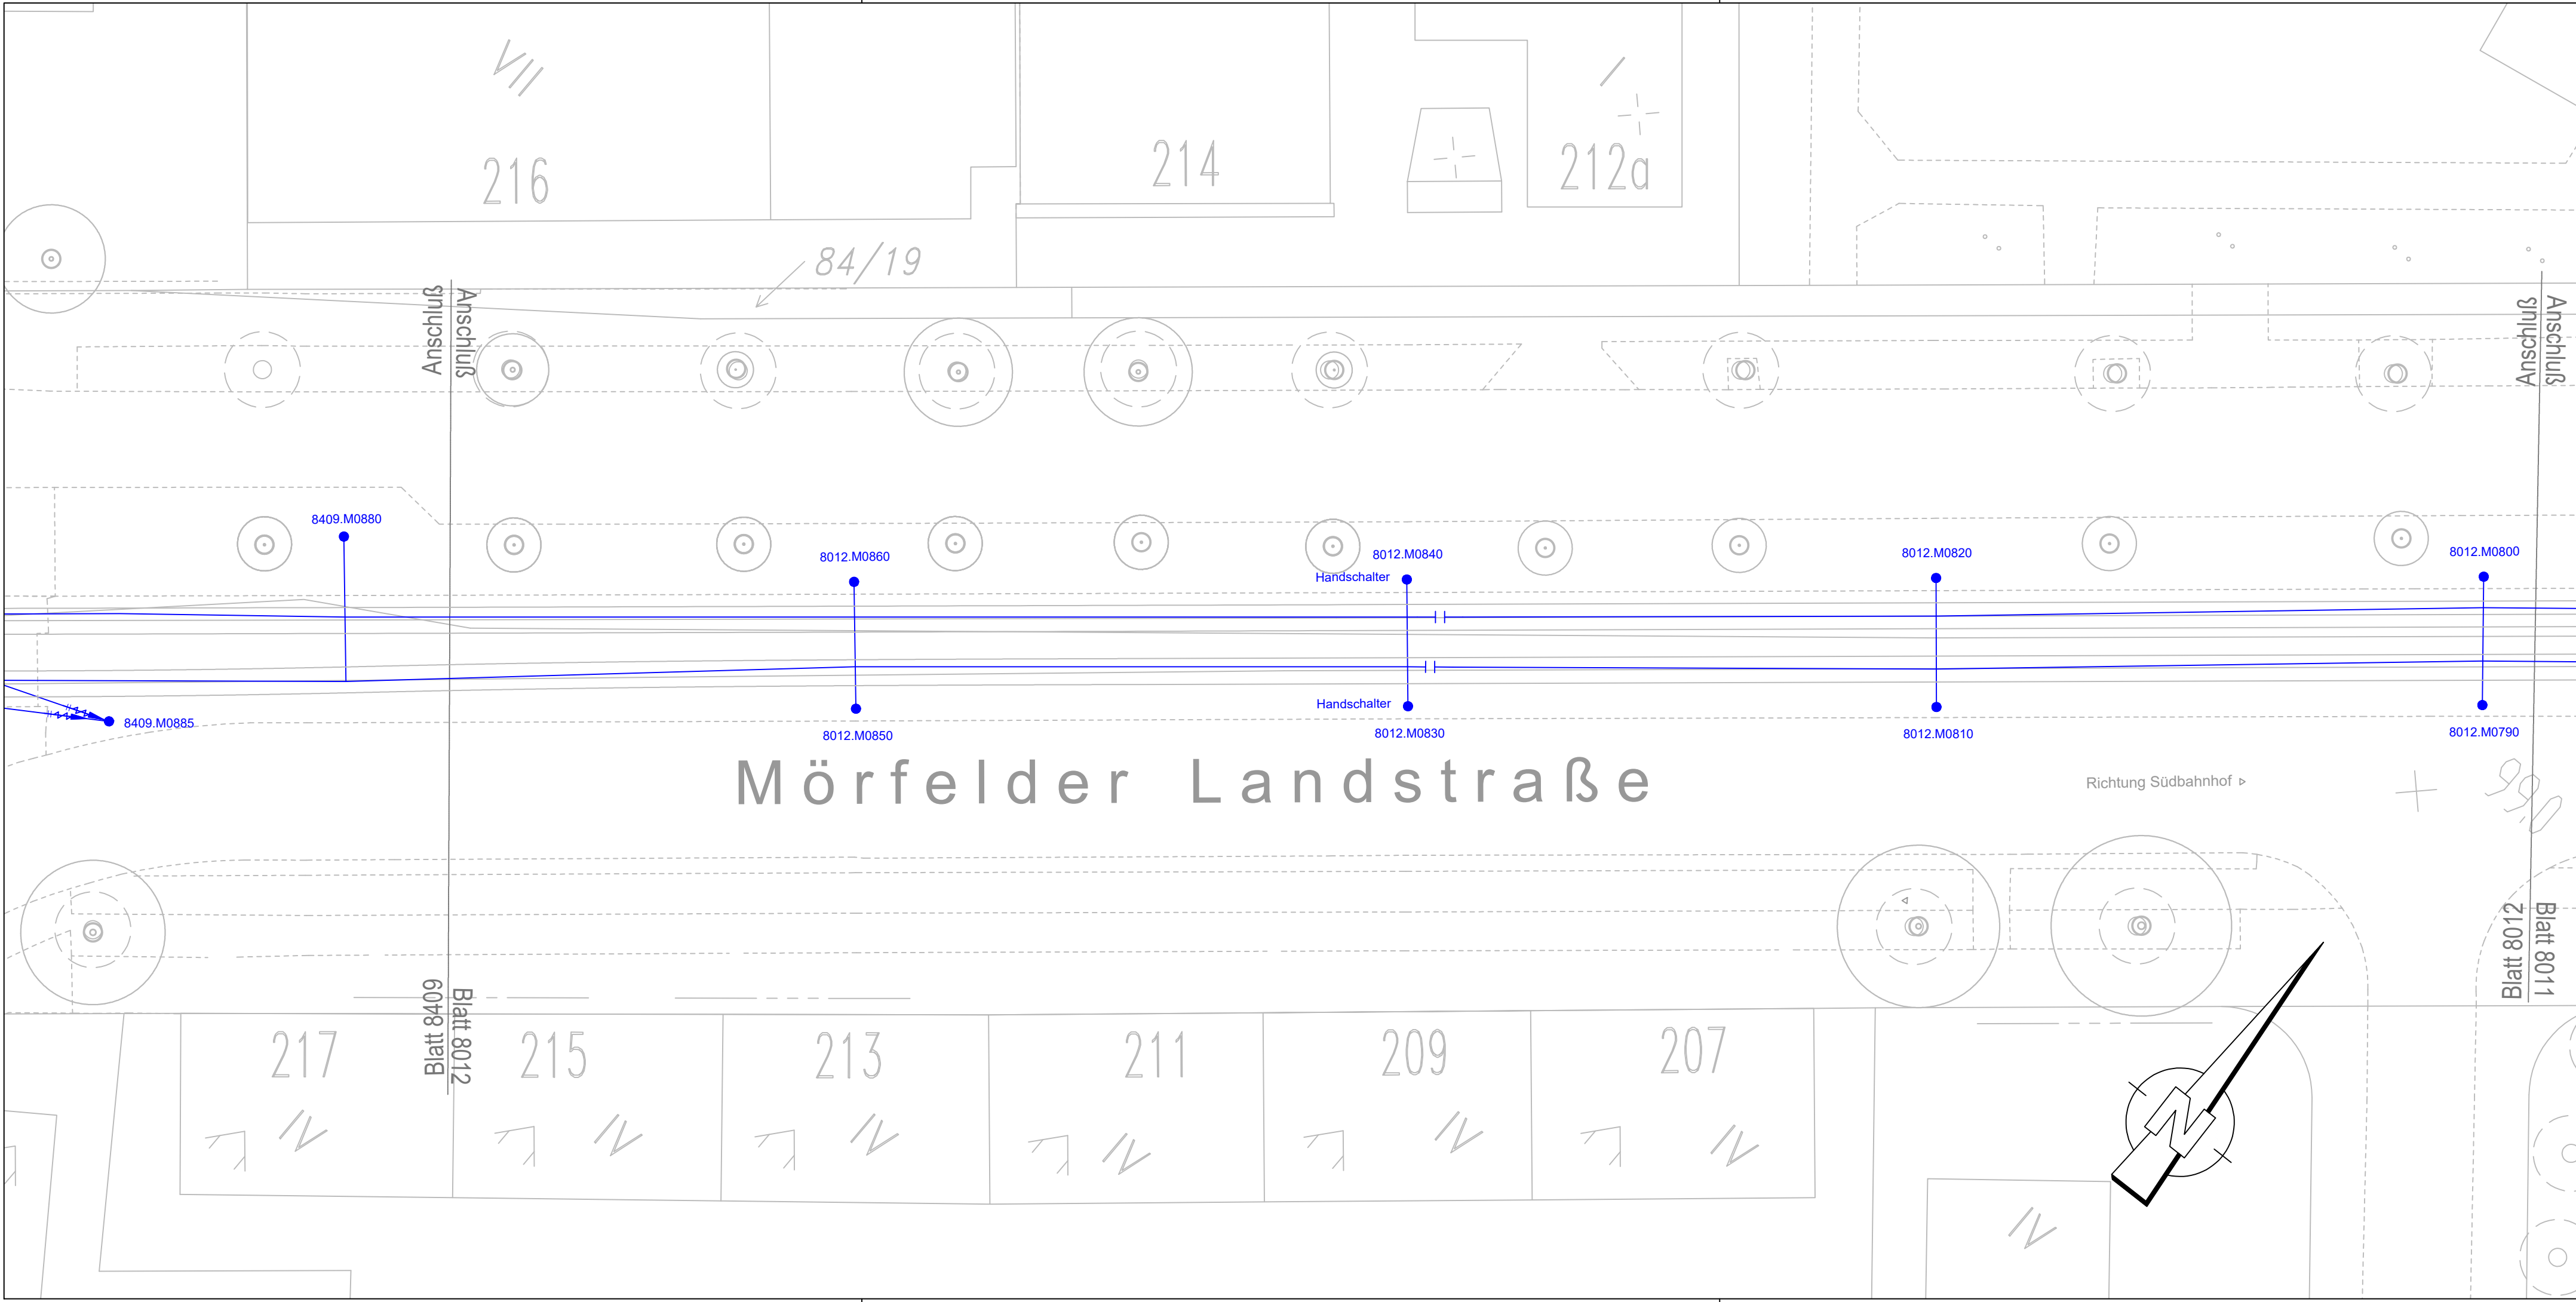 216
214
212a
84/19
Anschluß
Anschluß
Anschluß
Anschluß
8409.M0880
8012.M0860
8012.M0840
8012.M0820
8012.M0800
Handschalter
Handschalter
8409.M0885
8012.M0850
8012.M0830
8012.M0810
8012.M0790
Mörfelder Landstraße
Richtung Südbahnhof
Blatt 8409
Blatt 8012
Blatt 8012
Blatt 8011
217
215
213
211
209
207
N